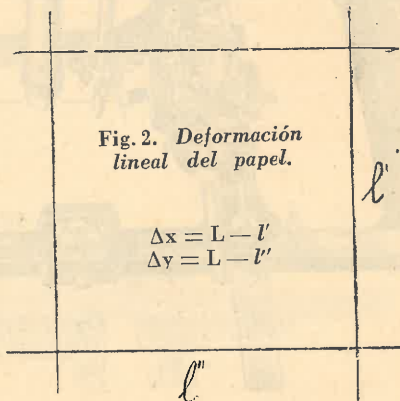 Fig. 2. Deformación
lineal del papel.
l'
Δx = L — l'
Δy = L — l''
l''